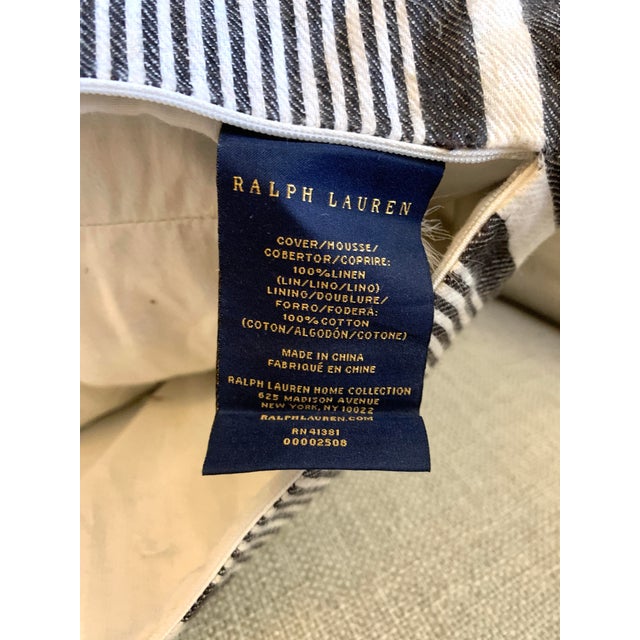 RALPH LAUREN
COVER/HOUSSE/
COBERTOR/COPRIRE:
100% LINEN
(LIN/LINO/LINO)
LINING/DOUBLURE/
FORRO/FODERÀ:
100% COTTON
(COTON/ALGODÓN/COTONE)
MADE IN CHINA
FABRIQUÉ EN CHINE
RALPH LAUREN HOME COLLECTION
625 MADISON AVENUE
NEW YORK, NY 10022
RALPHLAUREN.COM
RN 41381
00002508